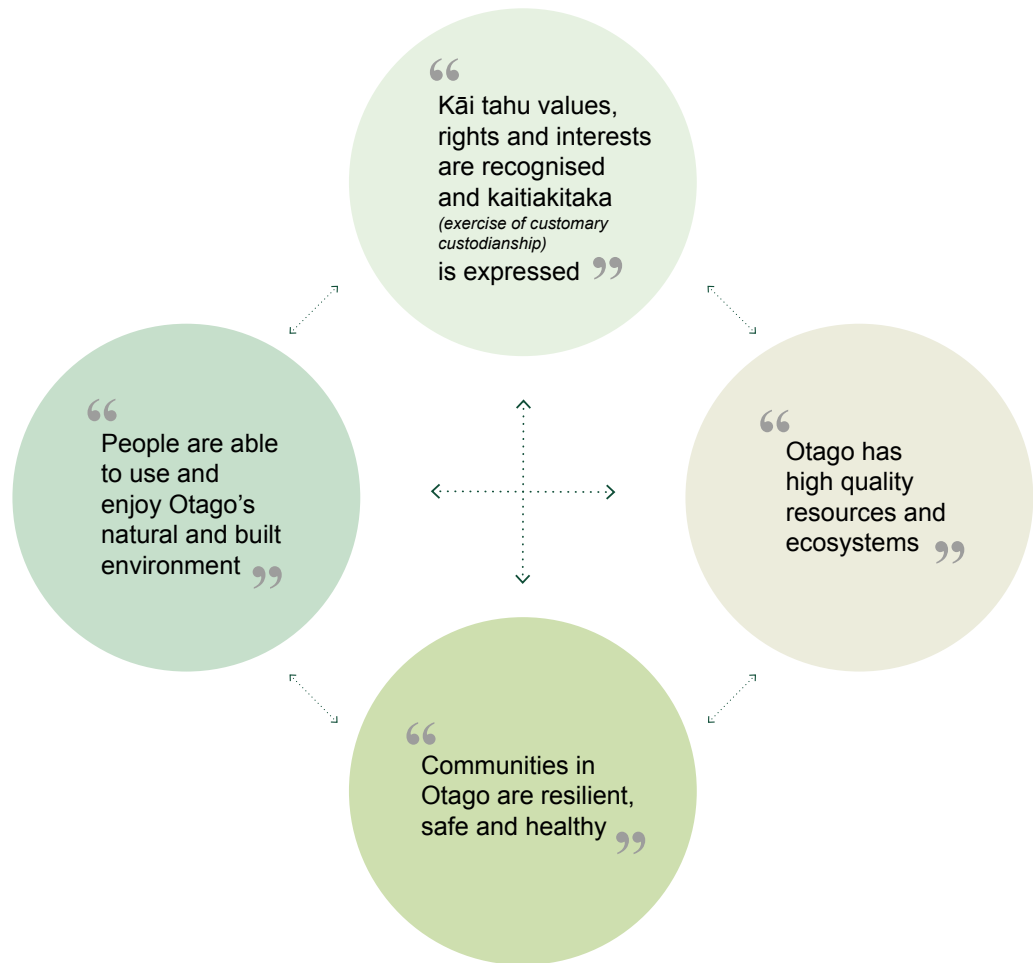 “
Kāi tahu values,
rights and interests
are recognised
and kaitiakitaka
(exercise of customary
custodianship)
is expressed ”
“
People are able
to use and
enjoy Otago’s
natural and built
environment ”
“
Otago has
high quality
resources and
ecosystems ”
“
Communities in
Otago are resilient,
safe and healthy ”